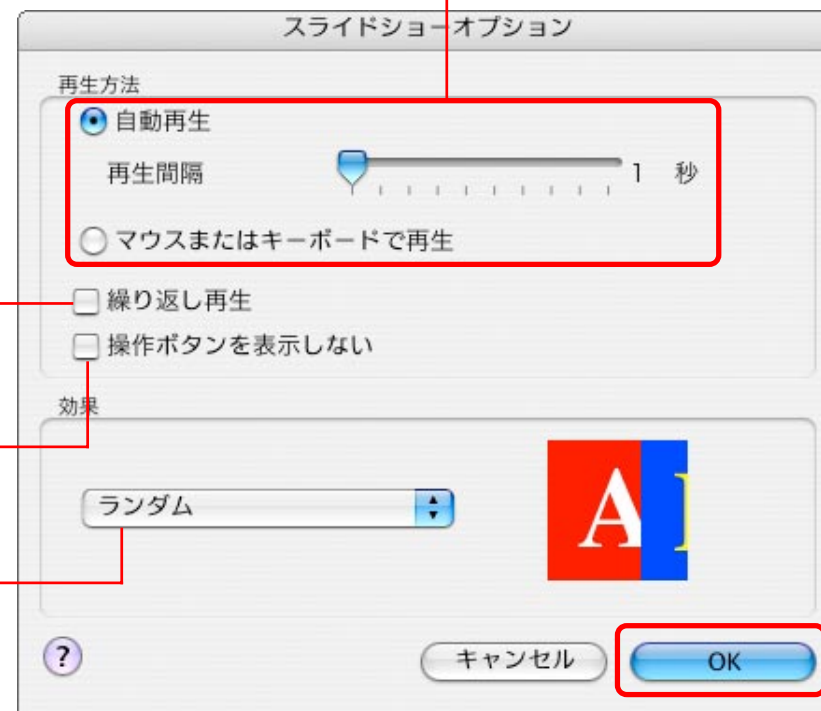 スライドショーオプション
再生方法
自動再生
再生間隔 1 秒
マウスまたはキーボードで再生
繰り返し再生
操作ボタンを表示しない
効果
ランダム
A
? キャンセル OK